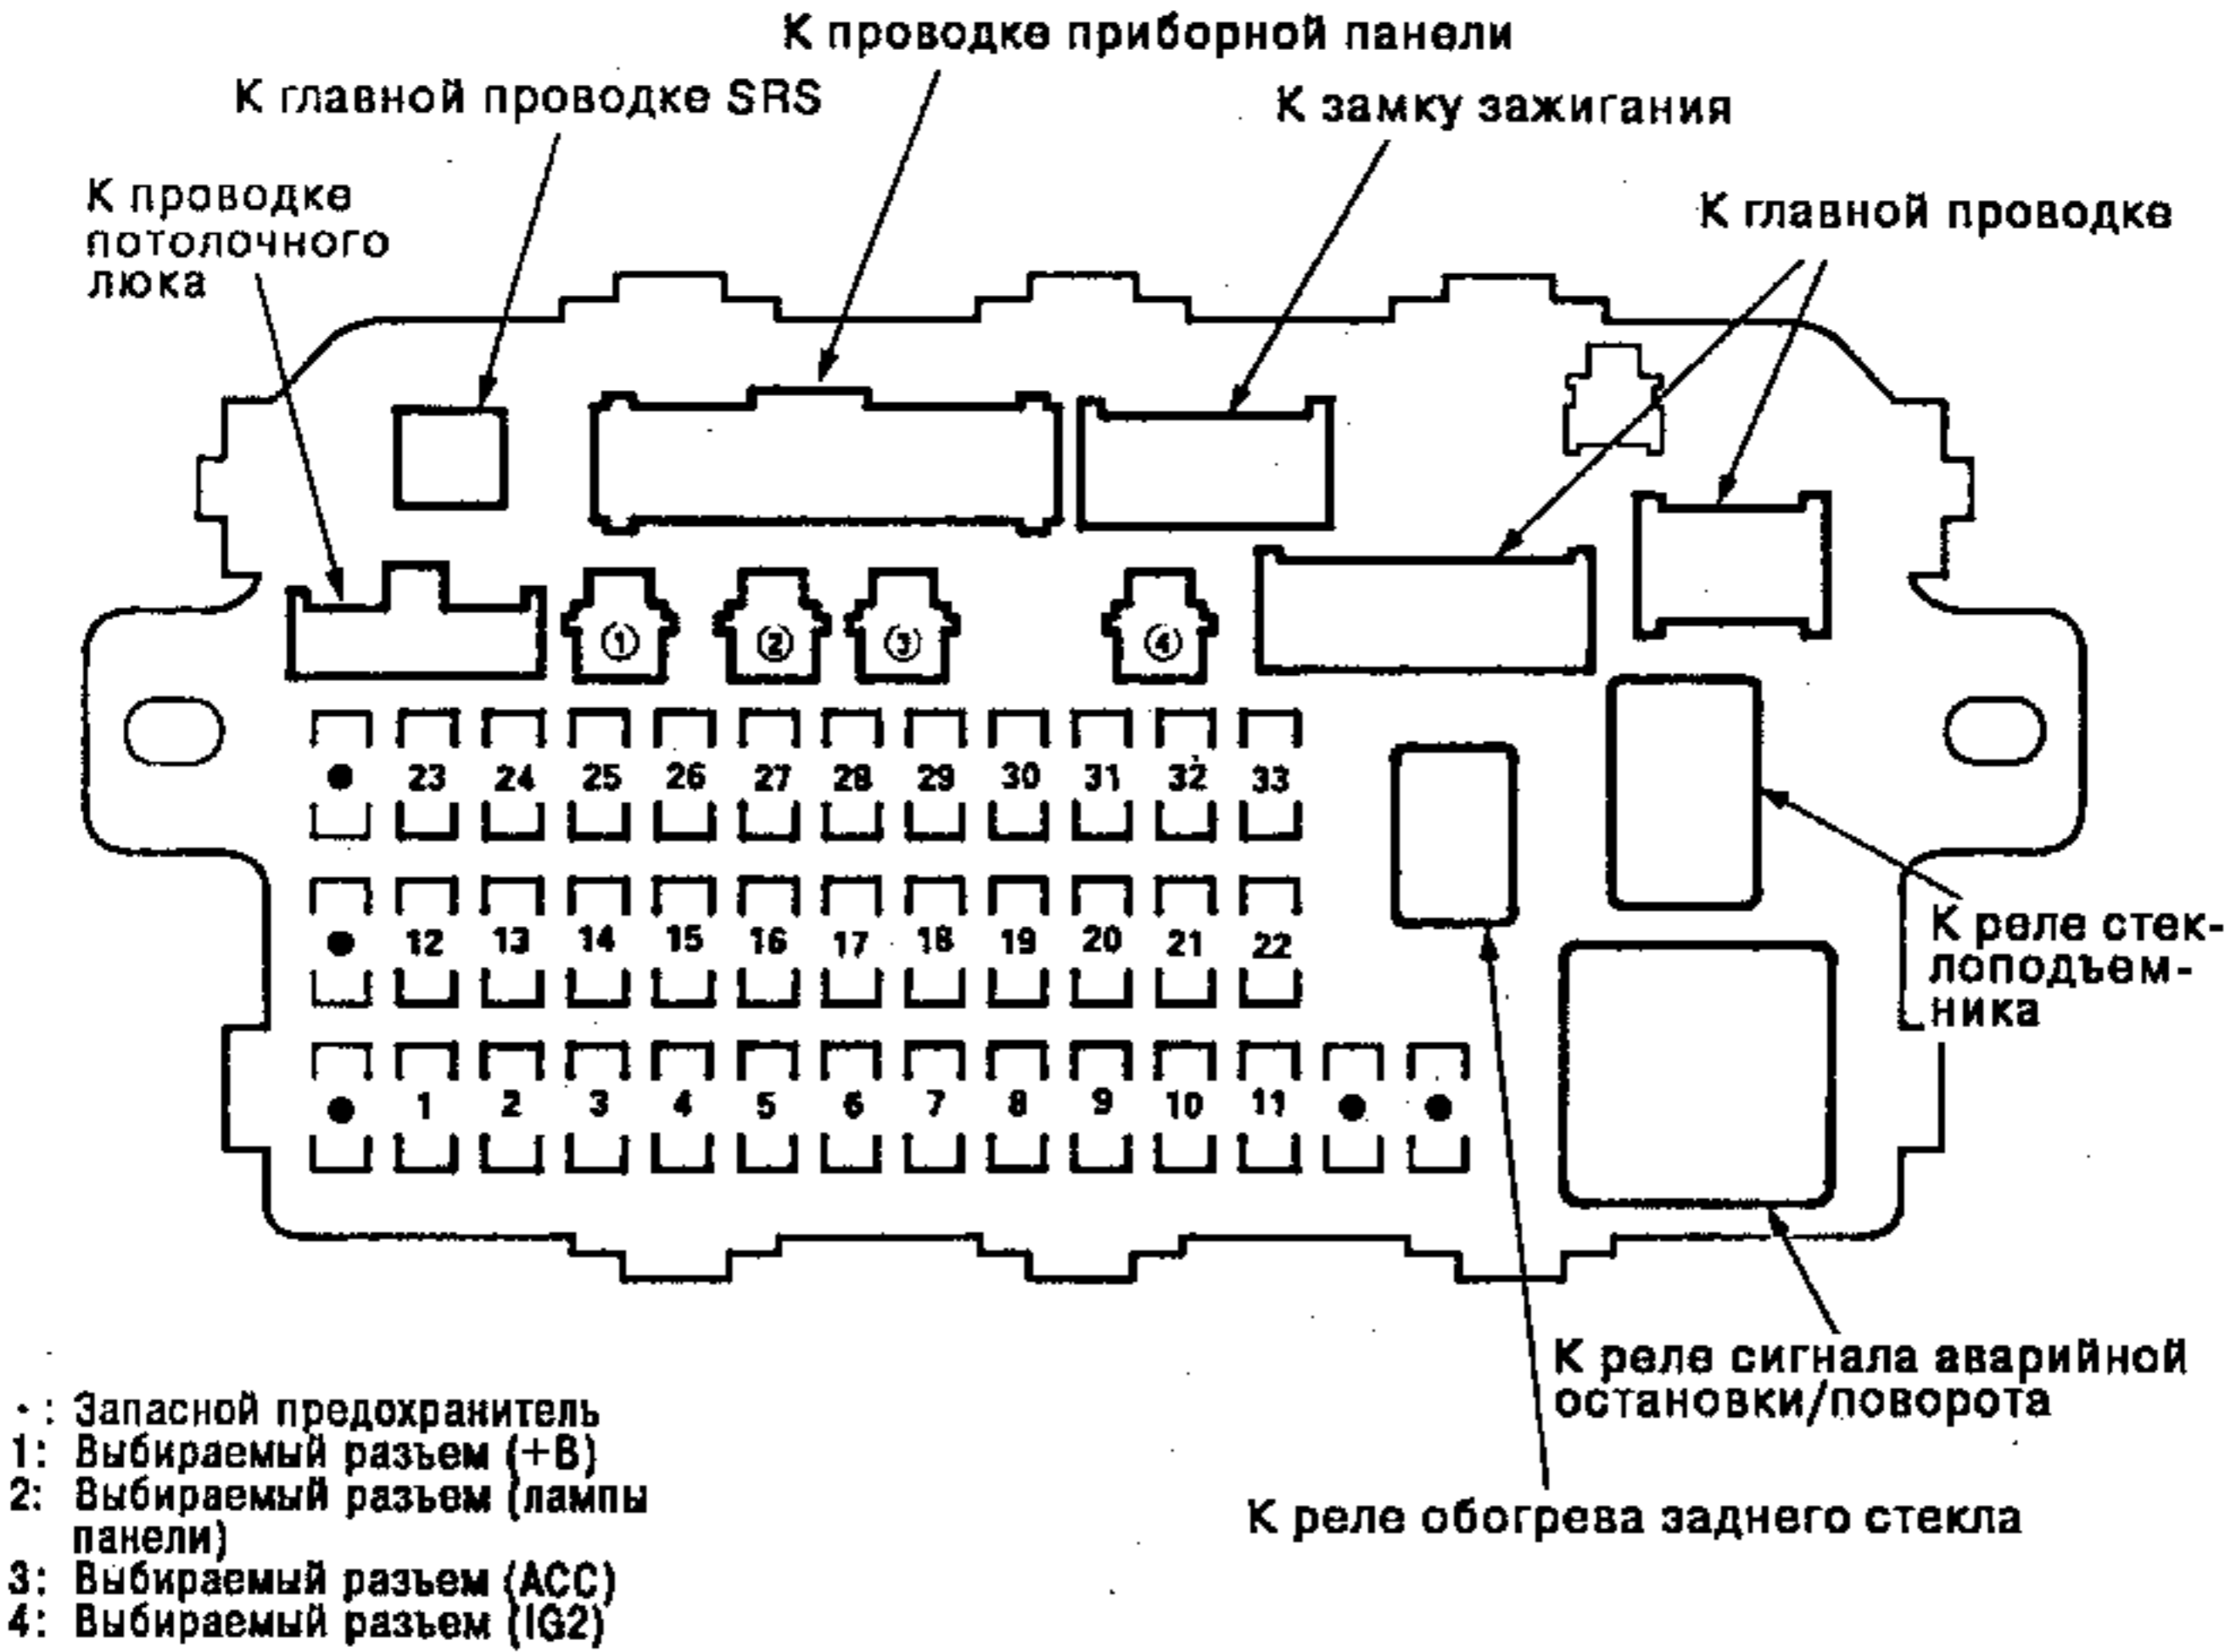 К проводке приборной панели
К главной проводке SRS
К замку зажигания
К проводке
потолочного
люка
К главной проводке
1 2 3 4
23 24 25 26 27 28 29 30 31 32 33
12 13 14 15 16 17 18 19 20 21 22
1 2 3 4 5 6 7 8 9 10 11
К реле стек-
лоподъем-
ника
К реле сигнала аварийной
остановки/поворота
К реле обогрева заднего стекла
• : Запасной предохранитель
1: Выбираемый разъем (+B)
2: Выбираемый разъем (лампы
панели)
3: Выбираемый разъем (ACC)
4: Выбираемый разъем (IG2)